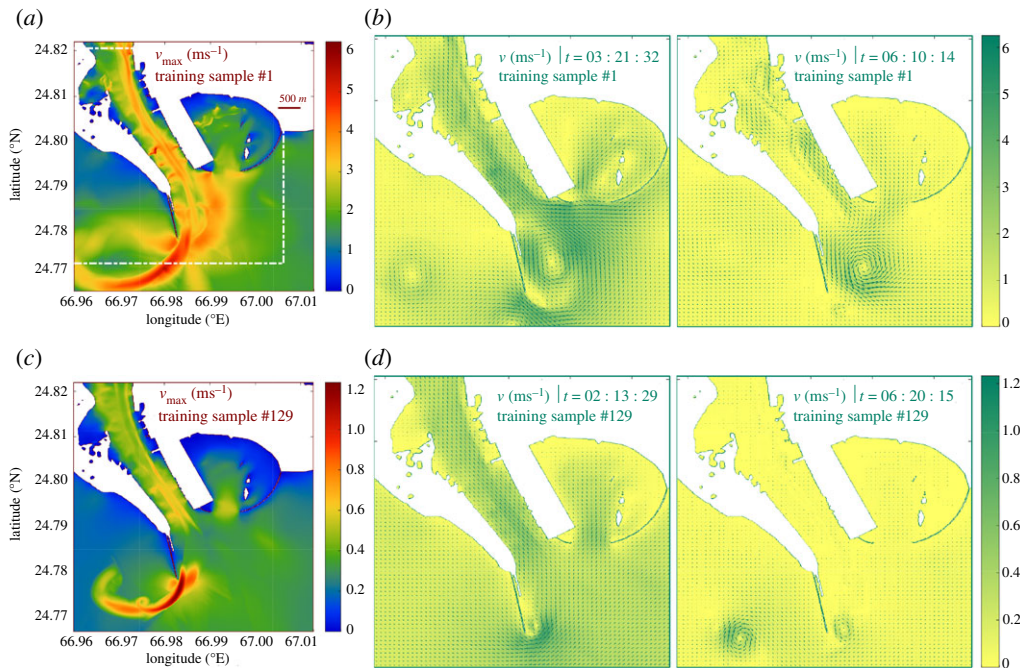 (a)
v_max (ms⁻¹)
training sample #1
500 m
24.82
24.81
24.80
24.79
24.78
24.77
latitude (°N)
66.96 66.97 66.98 66.99 67.00 67.01
longitude (°E)
6
5
4
3
2
1
0
(b)
v (ms⁻¹) | t = 03 : 21 : 32
training sample #1
v (ms⁻¹) | t = 06 : 10 : 14
training sample #1
6
5
4
3
2
1
0
(c)
v_max (ms⁻¹)
training sample #129
24.82
24.81
24.80
24.79
24.78
24.77
latitude (°N)
66.96 66.97 66.98 66.99 67.00 67.01
longitude (°E)
1.2
1.0
0.8
0.6
0.4
0.2
0
(d)
v (ms⁻¹) | t = 02 : 13 : 29
training sample #129
v (ms⁻¹) | t = 06 : 20 : 15
training sample #129
1.2
1.0
0.8
0.6
0.4
0.2
0